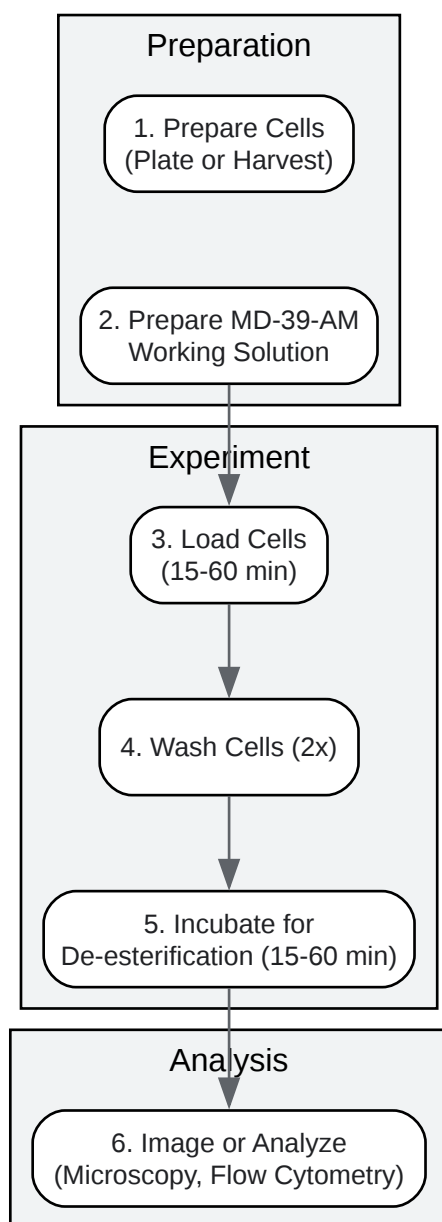 Preparation
1. Prepare Cells
(Plate or Harvest)
2. Prepare MD-39-AM
Working Solution
Experiment
3. Load Cells
(15-60 min)
4. Wash Cells (2x)
5. Incubate for
De-esterification (15-60 min)
Analysis
6. Image or Analyze
(Microscopy, Flow Cytometry)